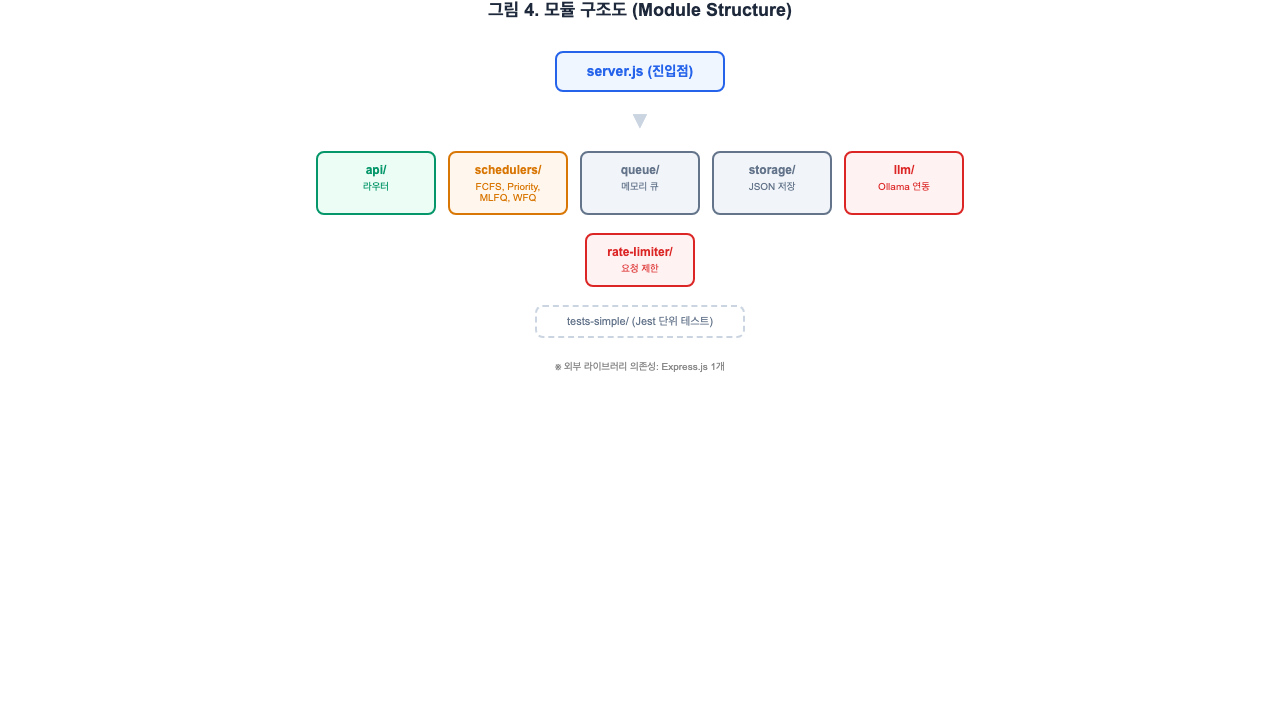 그림 4. 모듈 구조도 (Module Structure)
server.js (진입점)
api/
라우터
schedulers/
FCFS, Priority,
MLFQ, WFQ
queue/
메모리 큐
storage/
JSON 저장
llm/
Ollama 연동
rate-limiter/
요청 제한
tests-simple/ (Jest 단위 테스트)
※ 외부 라이브러리 의존성: Express.js 1개